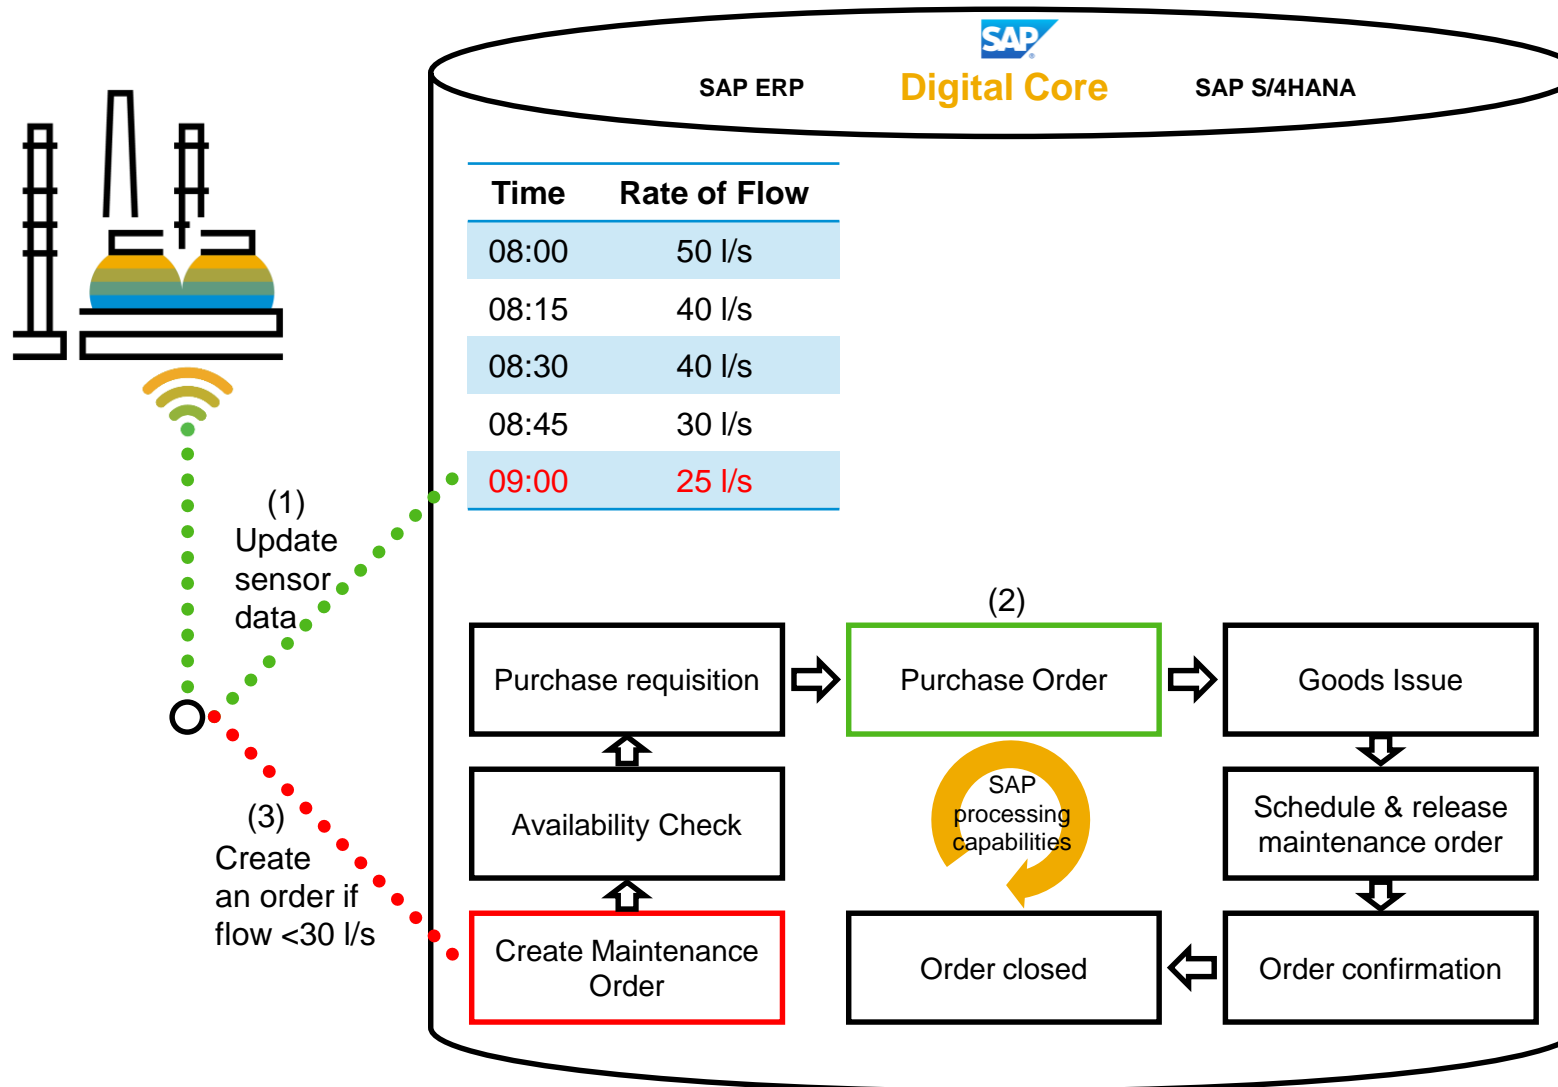 SAP
®
SAP ERP
Digital Core
SAP S/4HANA
Time Rate of Flow
08:00 50 l/s
08:15 40 l/s
08:30 40 l/s
08:45 30 l/s
09:00 25 l/s
(1)
Update
sensor
data
(2)
Purchase requisition
Purchase Order
Goods Issue
Availability Check
SAP
processing
capabilities
Schedule & release
maintenance order
(3)
Create
an order if
flow <30 l/s
Create Maintenance
Order
Order closed
Order confirmation